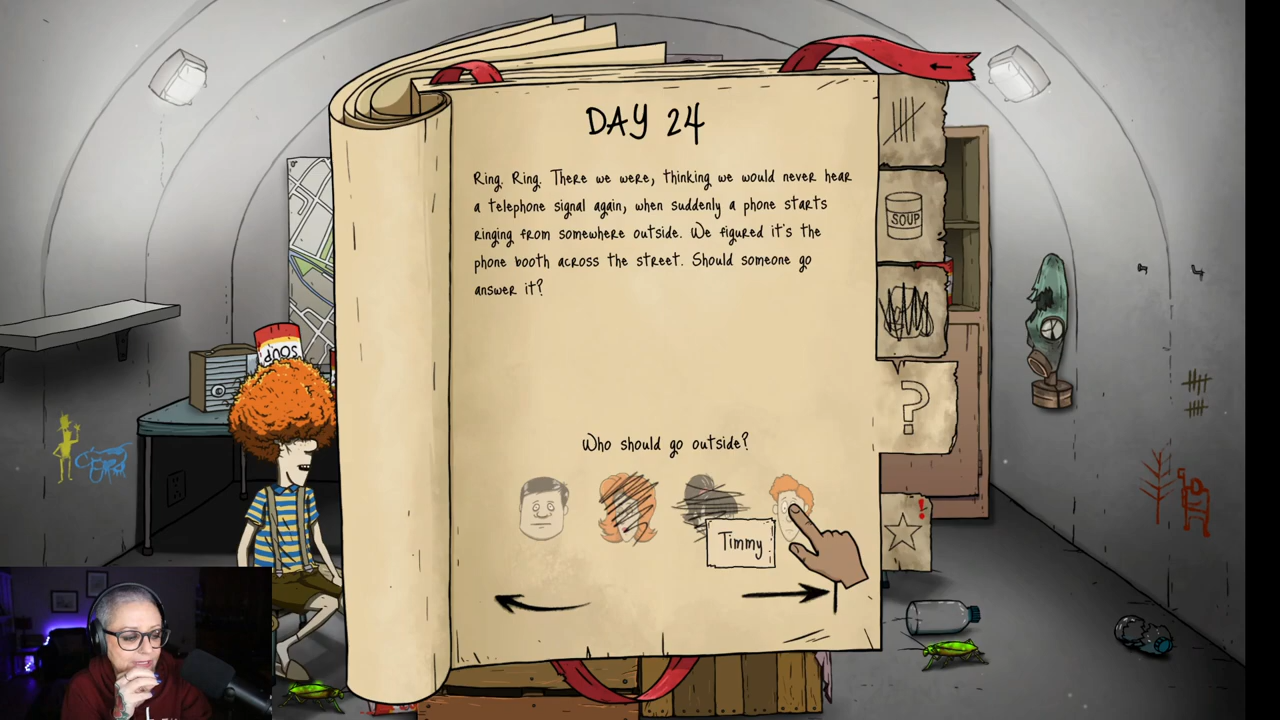 DAY 24
Ring. Ring. There we were, thinking we would never hear
a telephone signal again, when suddenly a phone starts
ringing from somewhere outside. We figured it's the
phone booth across the street. Should someone go
answer it?
SOUP
SOUP
Who should go outside?
Timmy